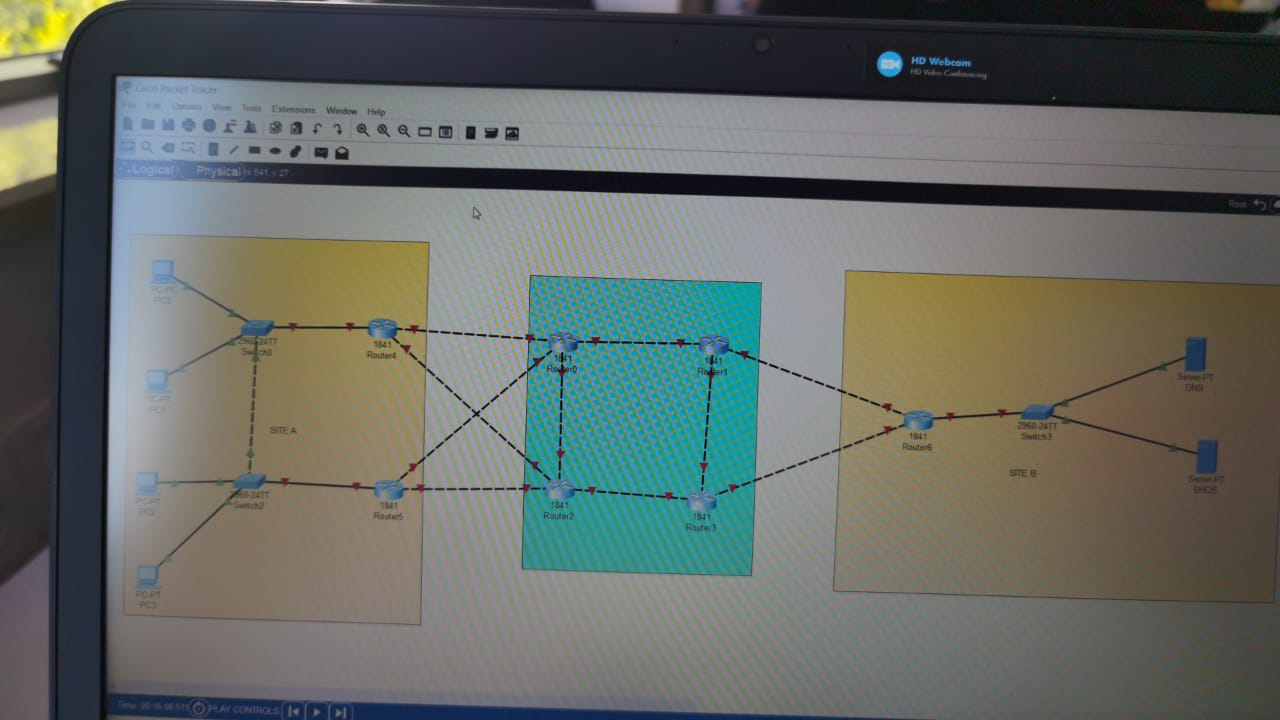 HD Webcam
HD Video Conferencing
Cisco Packet Tracer
File Edit Options View Tools Extensions Window Help
Logical Physical x: 541, y: 27
Root
PC-PT
PC0
2960-24TT
Switch0
1841
Router4
1841
Router0
1841
Router1
Server-PT
DNS
PC-PT
PC1
SITE A
1841
Router6
2960-24TT
Switch3
SITE B
Server-PT
PC-PT
PC2
2960-24TT
Switch2
1841
Router5
1841
Router2
1841
Router3
PC-PT
PC3
Time: 00:16:
PLAY CONTROLS